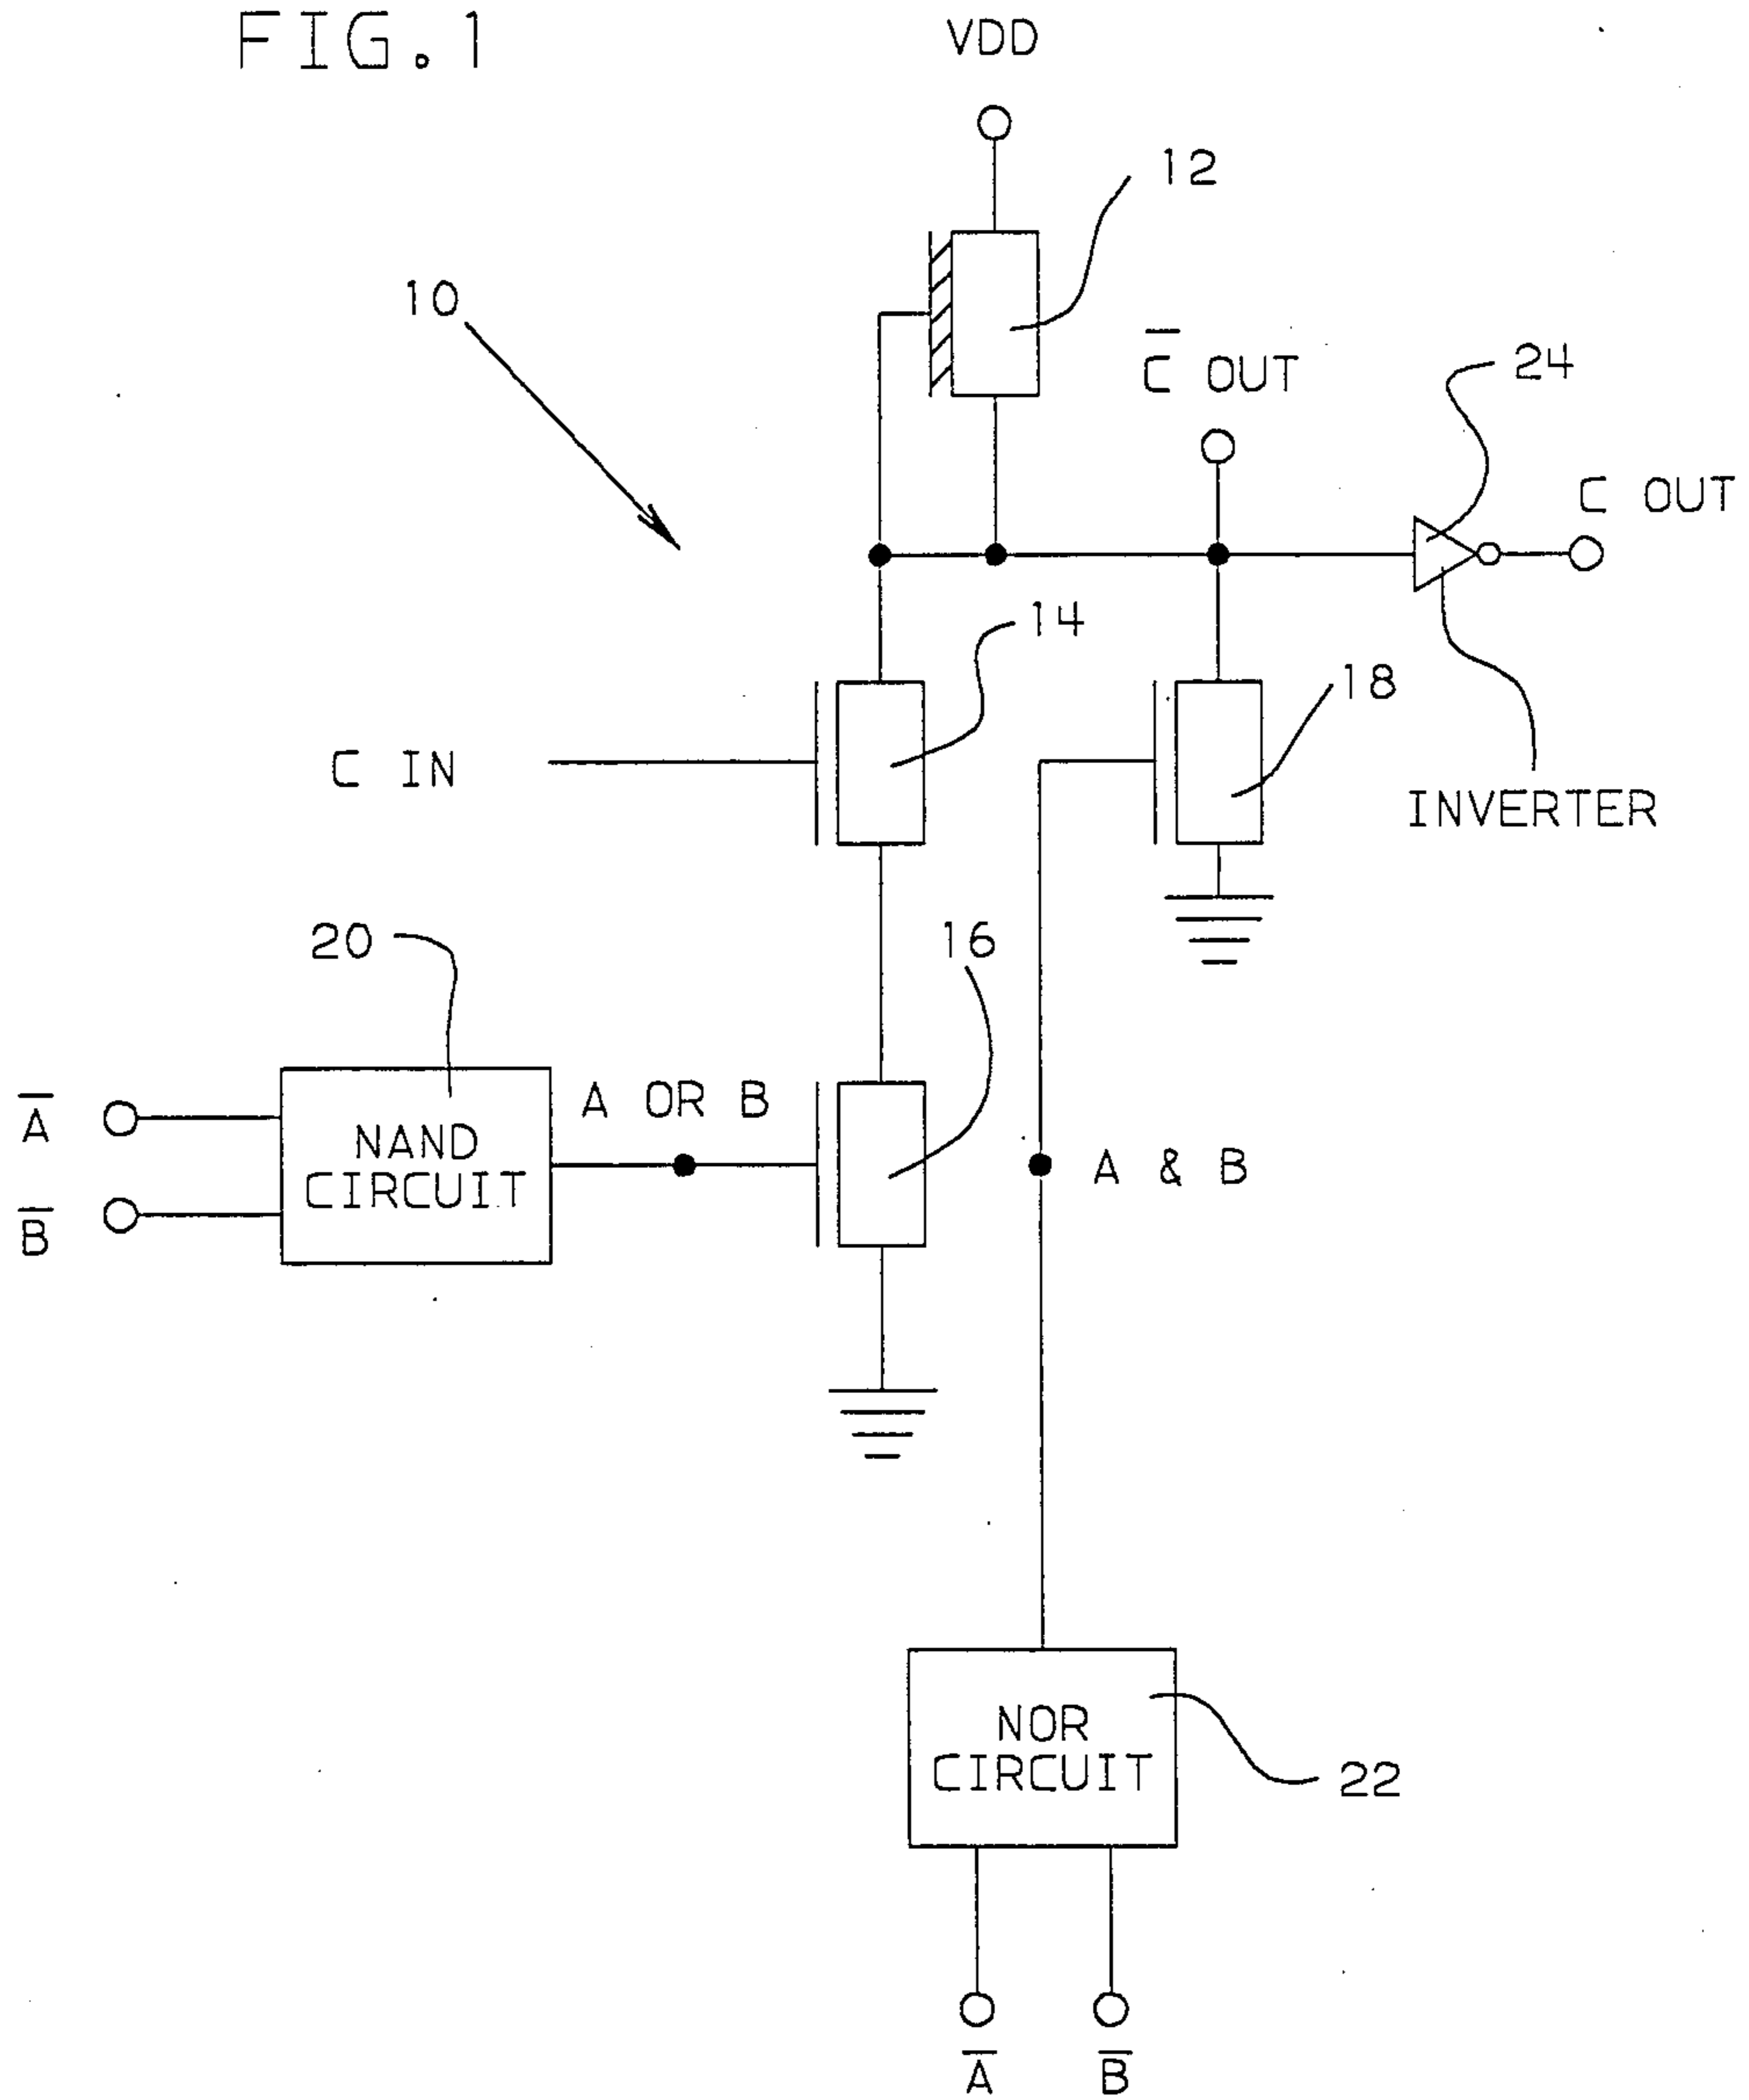 FIG.1
VDD
12
10
C̅ OUT
24
C OUT
14
18
C IN
INVERTER
20
16
A̅
A OR B
NAND
CIRCUIT
A & B
B̅
NOR
CIRCUIT
22
A̅ B̅